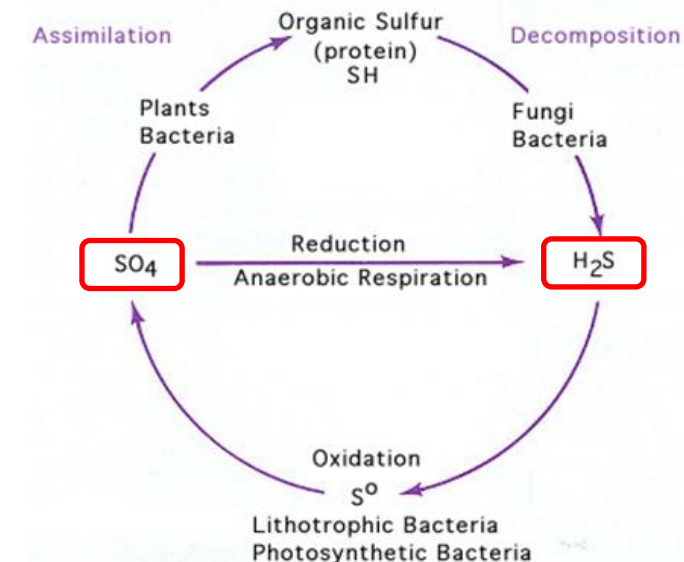 Assimilation
Organic Sulfur
(protein)
SH
Decomposition
Plants
Bacteria
Fungi
Bacteria
SO4
Reduction
Anaerobic Respiration
H2S
Oxidation
So
Lithotrophic Bacteria
Photosynthetic Bacteria